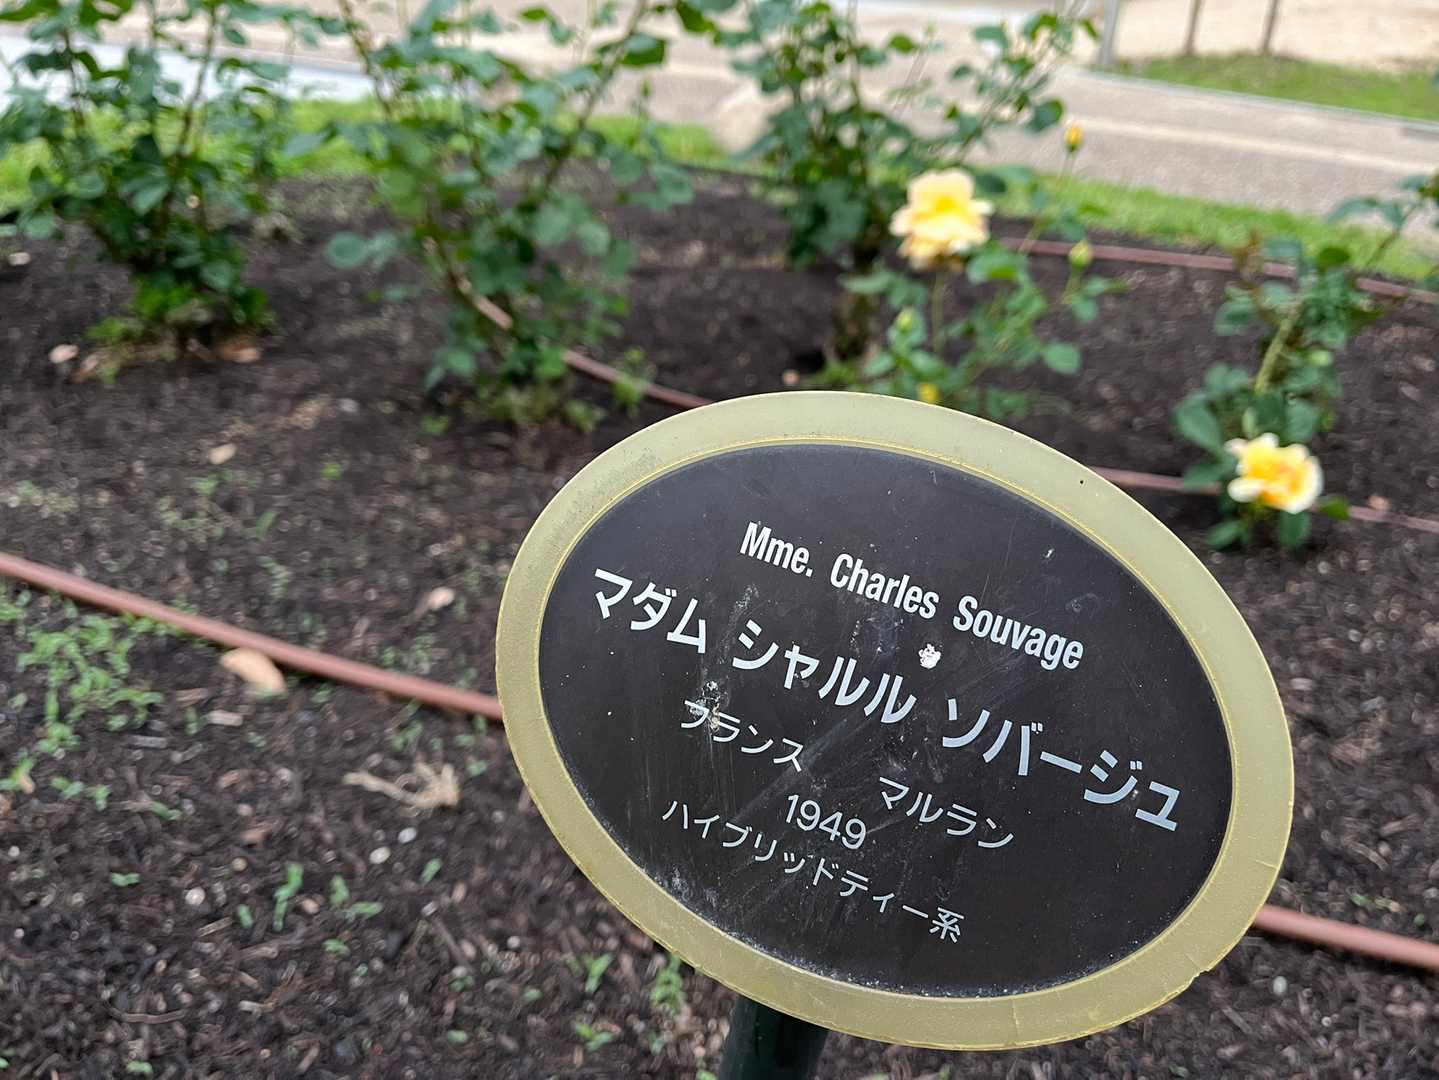 Mme. Charles Souvage
マダム シャルル ソバージュ
フランス マルラン
1949
ハイブリッドティー系